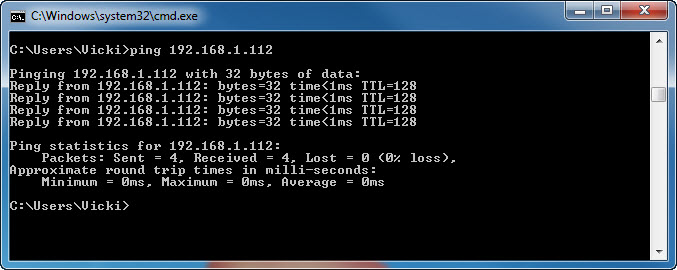 C:\Windows\system32\cmd.exe
C:\Users\Vicki>ping 192.168.1.112
Pinging 192.168.1.112 with 32 bytes of data:
Reply from 192.168.1.112: bytes=32 time<1ms TTL=128
Reply from 192.168.1.112: bytes=32 time<1ms TTL=128
Reply from 192.168.1.112: bytes=32 time<1ms TTL=128
Reply from 192.168.1.112: bytes=32 time<1ms TTL=128
Ping statistics for 192.168.1.112:
    Packets: Sent = 4, Received = 4, Lost = 0 (0% loss),
Approximate round trip times in milli-seconds:
    Minimum = 0ms, Maximum = 0ms, Average = 0ms
C:\Users\Vicki>